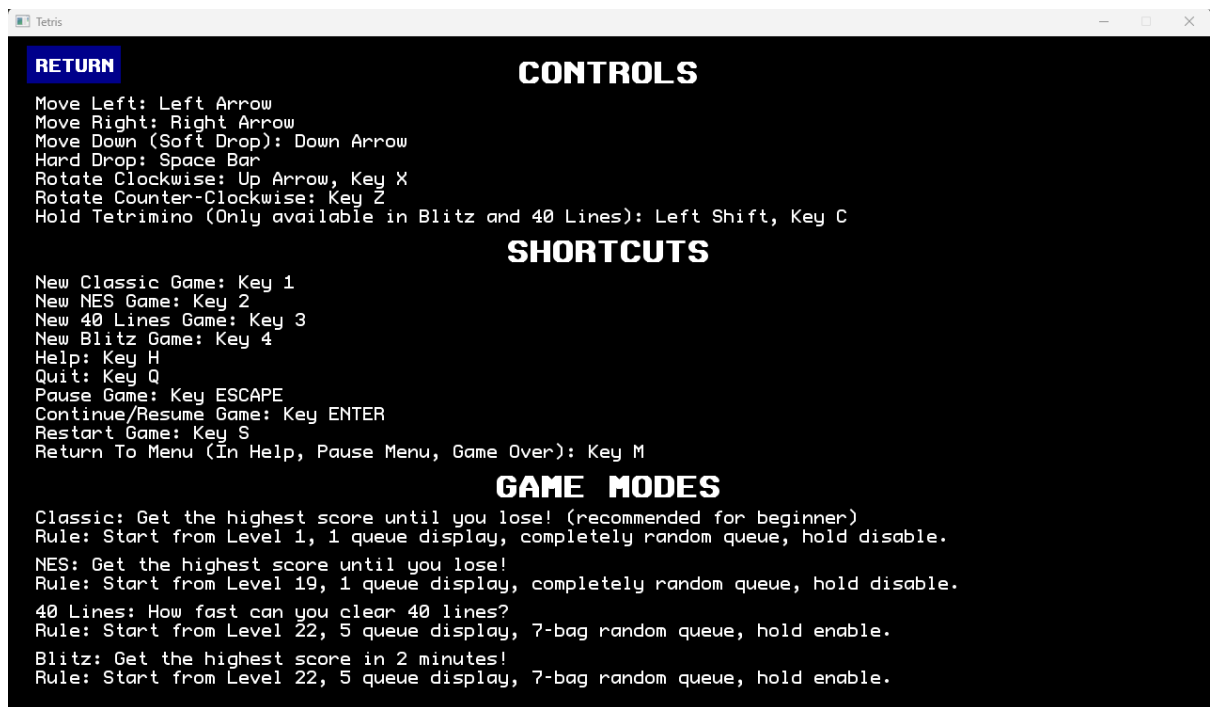 Tetris
RETURN
CONTROLS
Move Left: Left Arrow
Move Right: Right Arrow
Move Down (Soft Drop): Down Arrow
Hard Drop: Space Bar
Rotate Clockwise: Up Arrow, Key X
Rotate Counter-Clockwise: Key Z
Hold Tetrimino (Only available in Blitz and 40 Lines): Left Shift, Key C
SHORTCUTS
New Classic Game: Key 1
New NES Game: Key 2
New 40 Lines Game: Key 3
New Blitz Game: Key 4
Help: Key H
Quit: Key Q
Pause Game: Key ESCAPE
Continue/Resume Game: Key ENTER
Restart Game: Key S
Return To Menu (In Help, Pause Menu, Game Over): Key M
GAME MODES
Classic: Get the highest score until you lose! (recommended for beginner)
Rule: Start from Level 1, 1 queue display, completely random queue, hold disable.
NES: Get the highest score until you lose!
Rule: Start from Level 19, 1 queue display, completely random queue, hold disable.
40 Lines: How fast can you clear 40 lines?
Rule: Start from Level 22, 5 queue display, 7-bag random queue, hold enable.
Blitz: Get the highest score in 2 minutes!
Rule: Start from Level 22, 5 queue display, 7-bag random queue, hold enable.